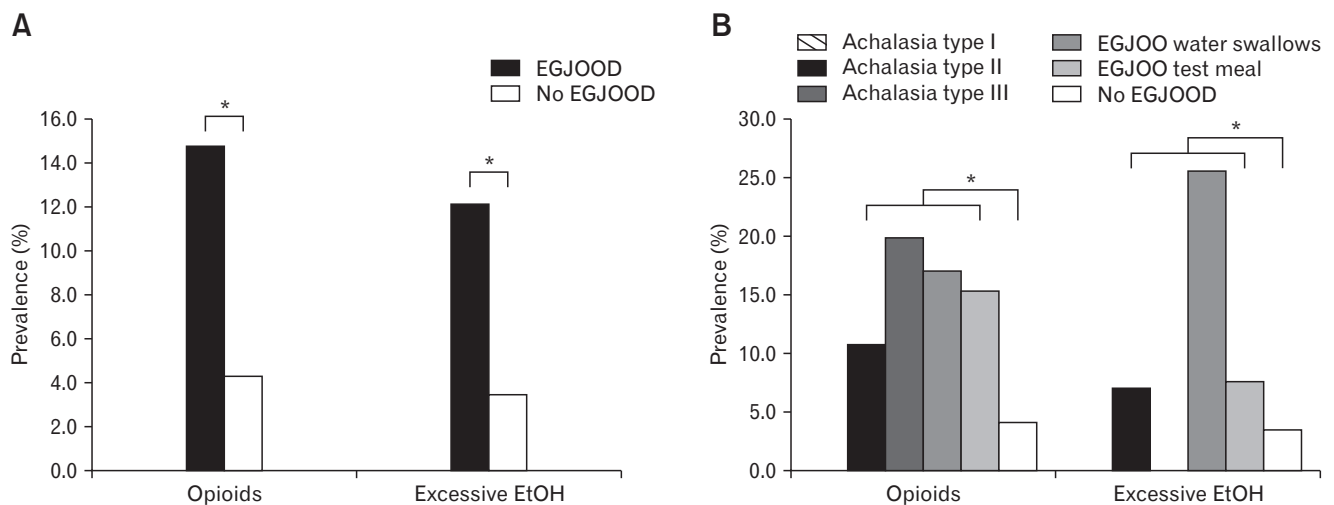 A
EGJOOD
No EGJOOD
*
*
Prevalence (%)
16.0
14.0
12.0
10.0
8.0
6.0
4.0
2.0
0.0
Opioids
Excessive EtOH
B
Achalasia type I
Achalasia type II
Achalasia type III
EGJOO water swallows
EGJOO test meal
No EGJOOD
*
*
Prevalence (%)
30.0
25.0
20.0
15.0
10.0
5.0
0.0
Opioids
Excessive EtOH